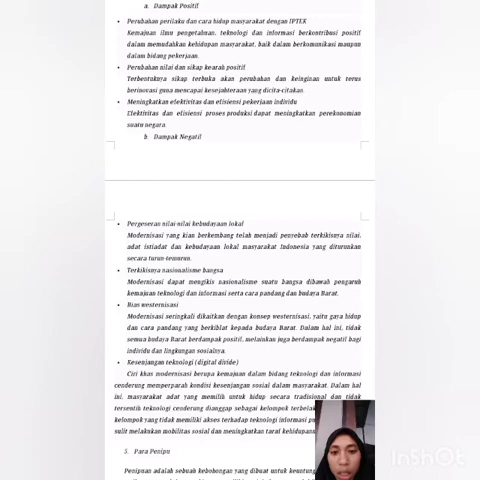 a. Dampak Positif
• Perubahan perilaku dan cara hidup masyarakat dengan IPTEK
Kemajuan ilmu pengetahuan, teknologi dan informasi berkontribusi positif
dalam memudahkan kehidupan masyarakat, baik dalam berkomunikasi maupun
dalam bidang pekerjaan.
• Perubahan nilai dan sikap kearah positif
Terbentuknya sikap terbuka akan perubahan dan keinginan untuk terus
berinovasi guna mencapai kesejahteraan yang dicita-citakan.
• Meningkatkan efektivitas dan efisiensi pekerjaan individu
Efektivitas dan efisiensi proses produksi dapat meningkatkan perekonomian
suatu negara.
b. Dampak Negatif
• Pergeseran nilai-nilai kebudayaan lokal
Modernisasi yang kian berkembang telah menjadi penyebab terkikisnya nilai,
adat istiadat dan kebudayaan lokal masyarakat Indonesia yang diturunkan
secara turun-temurun.
• Terkikisnya nasionalisme bangsa
Modernisasi dapat mengikis nasionalisme suatu bangsa dibawah pengaruh
kemajuan teknologi dan informasi serta cara pandang dan budaya Barat.
• Bias westernisasi
Modernisasi seringkali dikaitkan dengan konsep westernisasi, yaitu gaya hidup
dan cara pandang yang berkiblat kepada budaya Barat. Dalam hal ini, tidak
semua budaya Barat berdampak positif, melainkan juga berdampak negatif bagi
individu dan lingkungan sosialnya.
• Kesenjangan teknologi (digital divide)
Ciri khas modernisasi berupa kemajuan dalam bidang teknologi dan informasi
cenderung memperparah kondisi kesenjangan sosial dalam masyarakat. Dalam hal
ini, masyarakat adat yang memilih untuk hidup secara tradisional dan tidak
tersentuh teknologi cenderung dianggap sebagai kelompok
kelompok yang tidak memiliki akses terhadap teknologi informasi
sulit melakukan mobilitas sosial dan meningkatkan taraf
5. Para Penipu
Penipuan adalah sebuah kebohongan yang dibuat untuk
InShOt